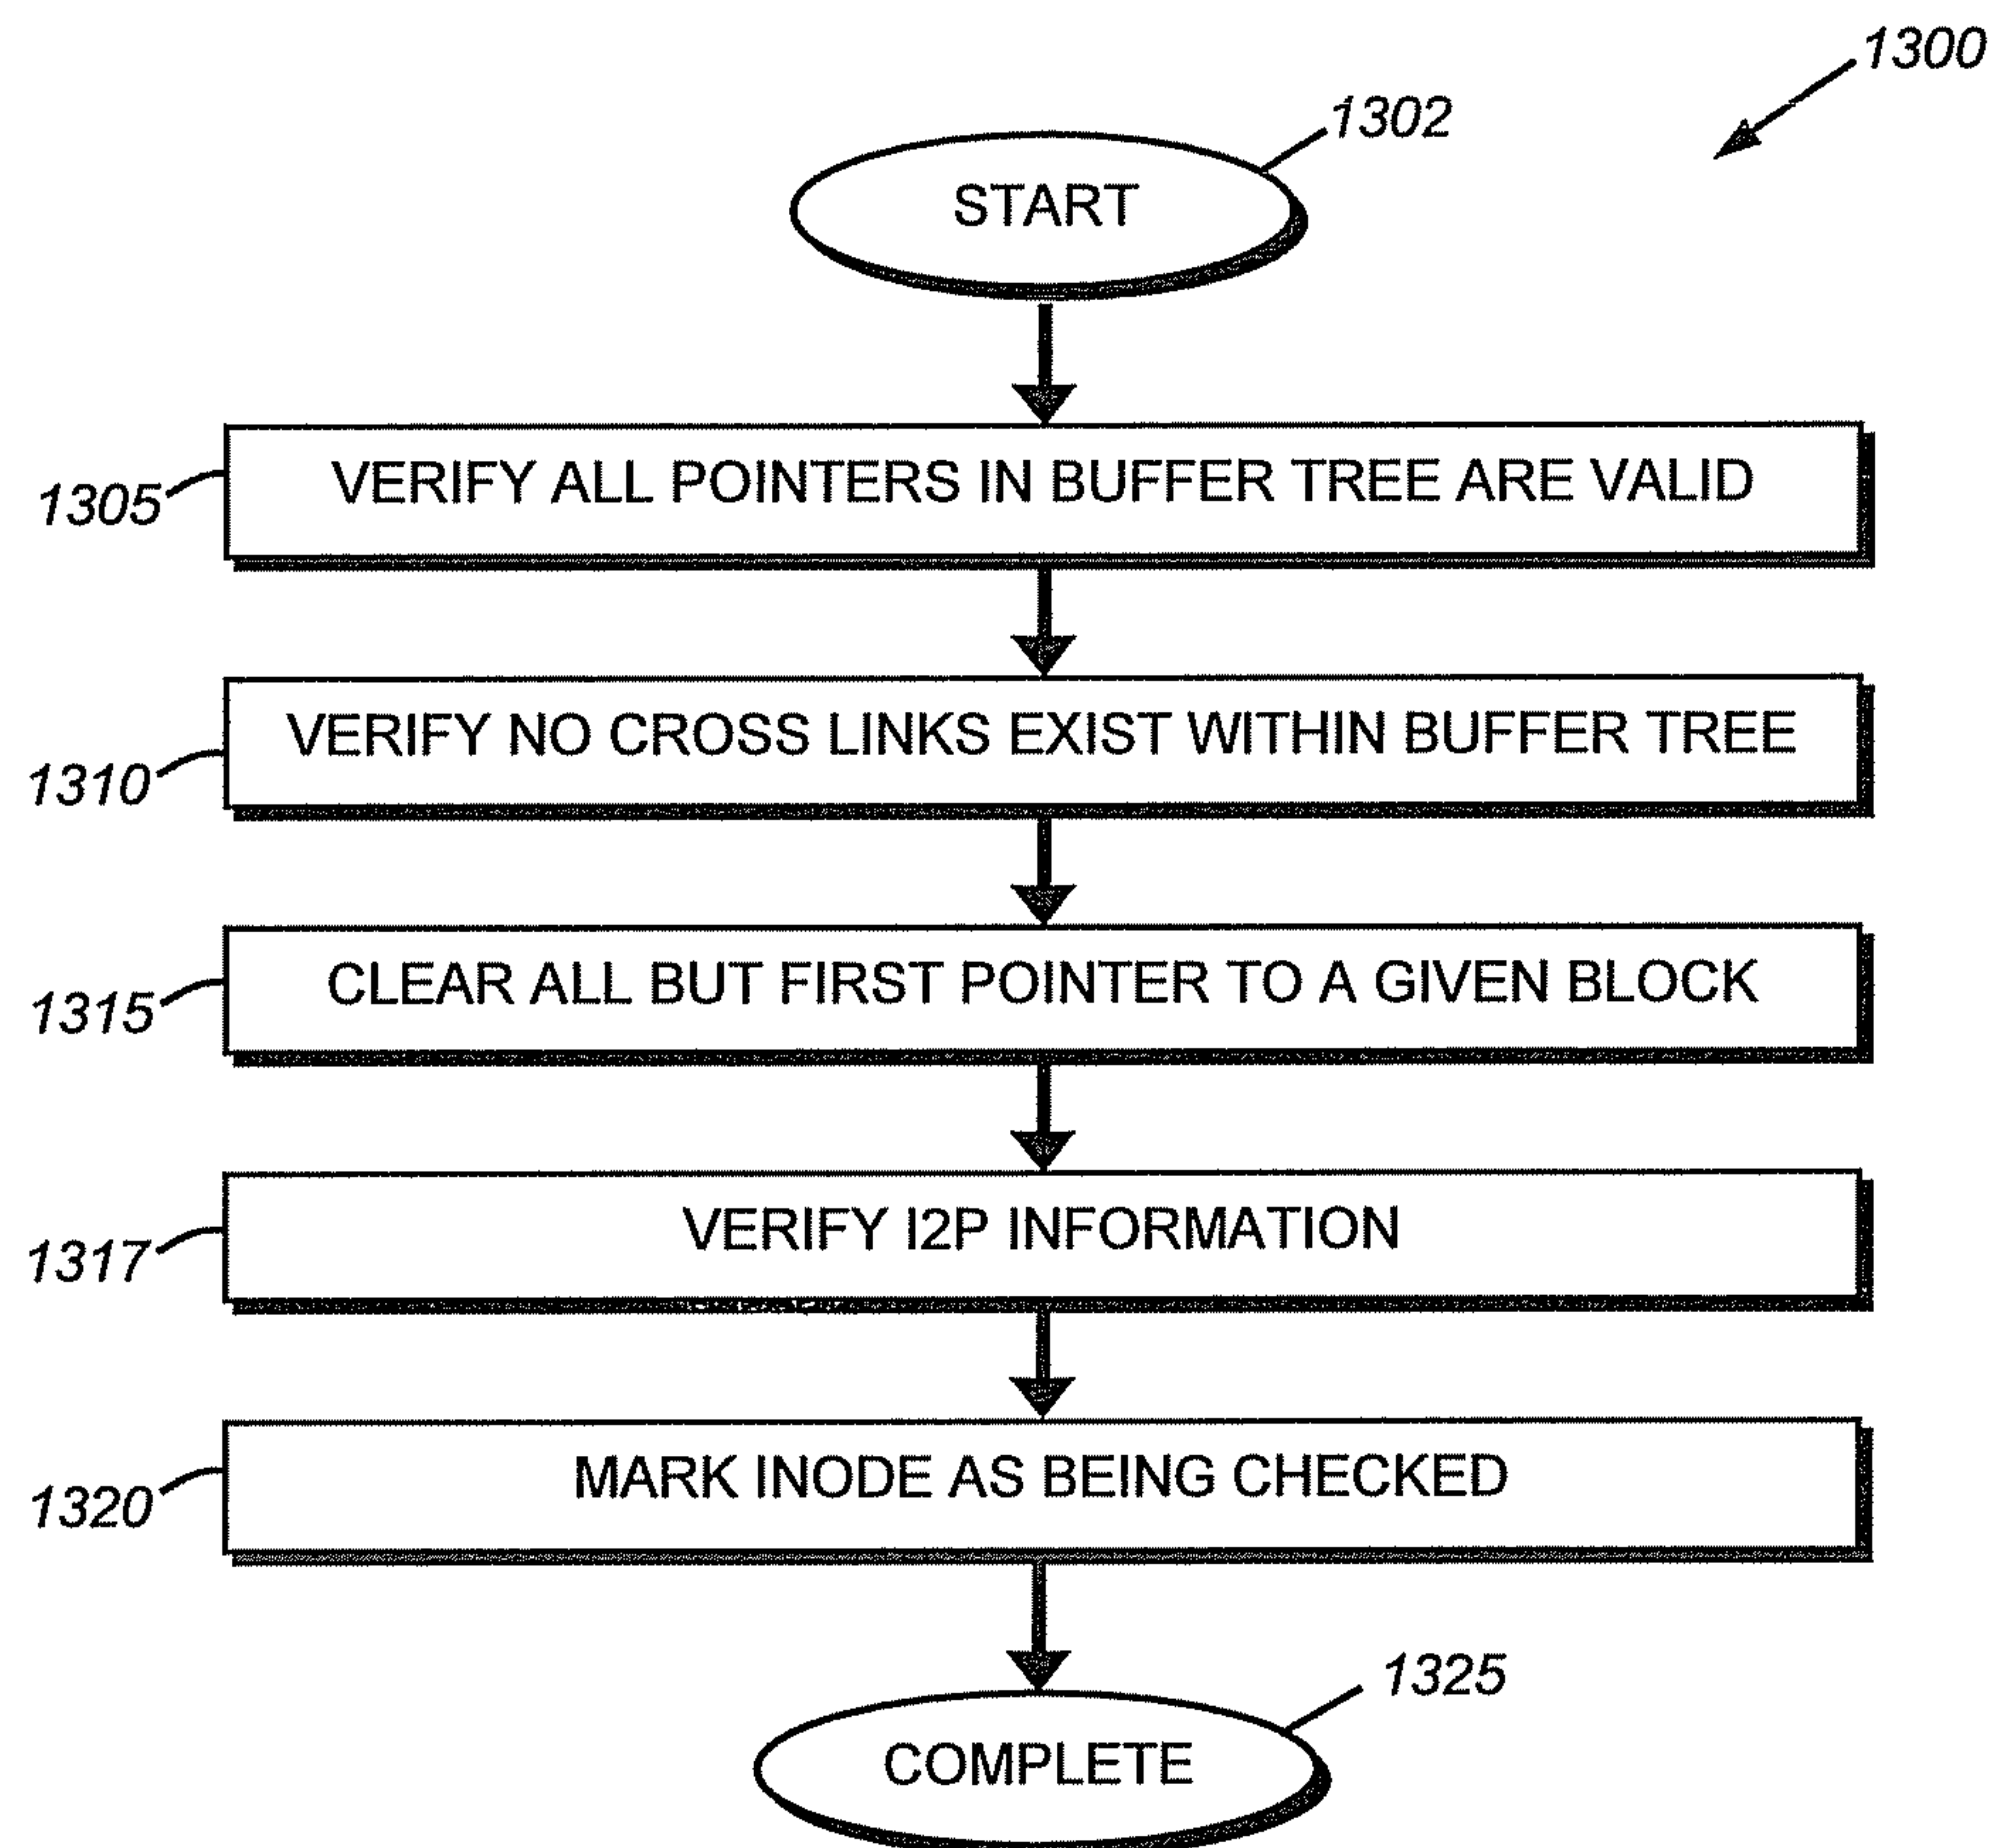 1300
1302
START
VERIFY ALL POINTERS IN BUFFER TREE ARE VALID
1305
VERIFY NO CROSS LINKS EXIST WITHIN BUFFER TREE
1310
CLEAR ALL BUT FIRST POINTER TO A GIVEN BLOCK
1315
VERIFY I2P INFORMATION
1317
MARK INODE AS BEING CHECKED
1320
1325
COMPLETE